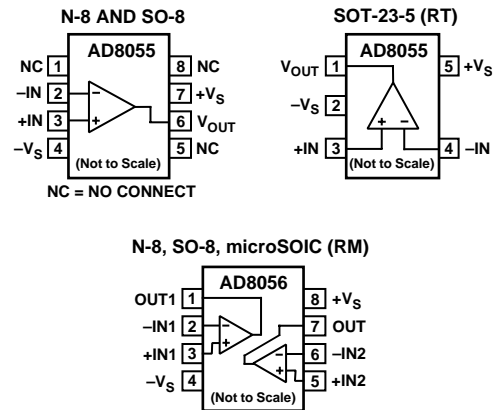 N-8 AND SO-8
AD8055
NC 1 8 NC
–IN 2 7 +VS
+IN 3 6 VOUT
–VS 4 5 NC
(Not to Scale)
NC = NO CONNECT
SOT-23-5 (RT)
AD8055
VOUT 1 5 +VS
–VS 2
+IN 3 4 –IN
(Not to Scale)
N-8, SO-8, microSOIC (RM)
AD8056
OUT1 1 8 +VS
–IN1 2 7 OUT
+IN1 3 6 –IN2
–VS 4 5 +IN2
(Not to Scale)